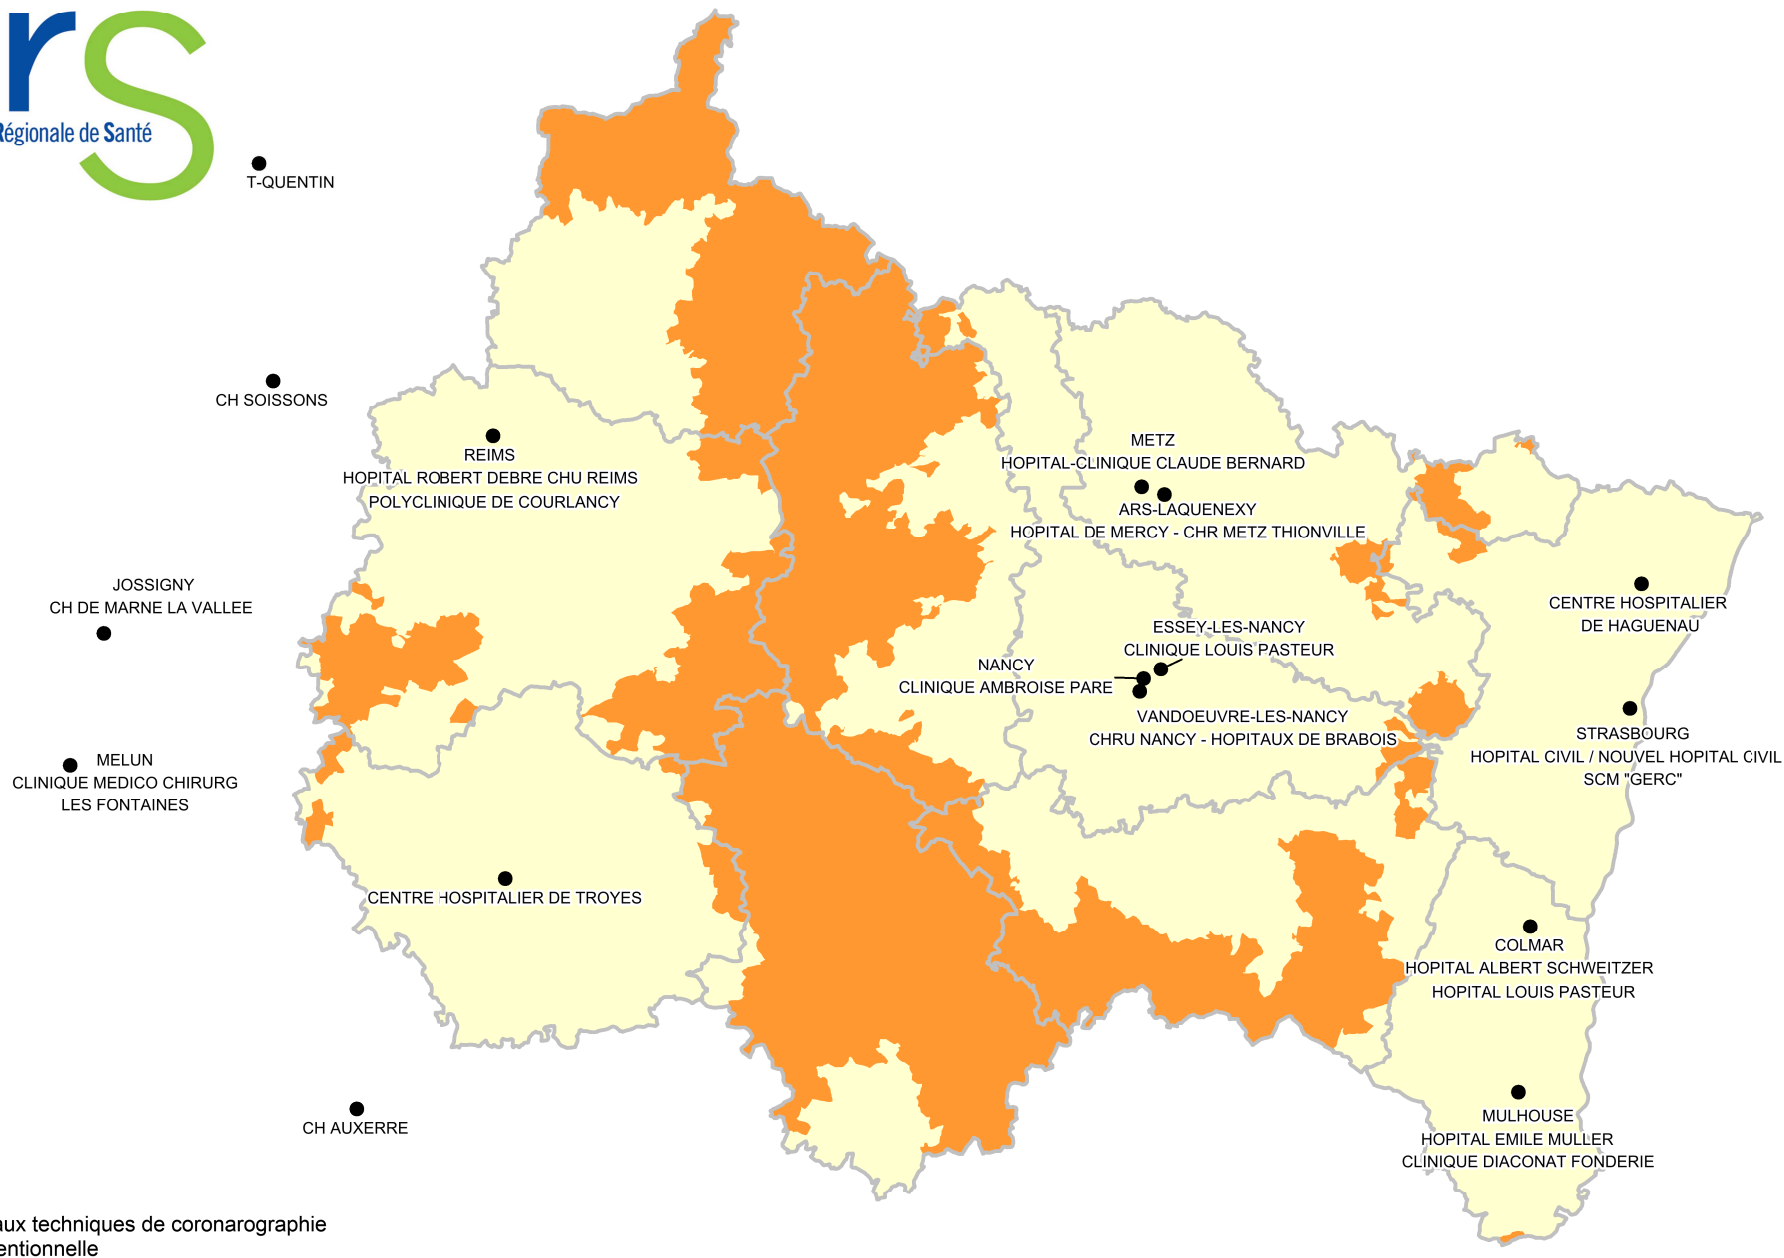 rs
Régionale de Santé
T-QUENTIN
CH SOISSONS
REIMS
HOPITAL ROBERT DEBRE CHU REIMS
POLYCLINIQUE DE COURLANCY
METZ
HOPITAL-CLINIQUE CLAUDE BERNARD
ARS-LAQUENEXY
HOPITAL DE MERCY - CHR METZ THIONVILLE
JOSSIGNY
CH DE MARNE LA VALLEE
CENTRE HOSPITALIER
DE HAGUENAU
ESSEY-LES-NANCY
CLINIQUE LOUIS PASTEUR
NANCY
CLINIQUE AMBROISE PARE
VANDOEUVRE-LES-NANCY
CHRU NANCY - HOPITAUX DE BRABOIS
STRASBOURG
HOPITAL CIVIL / NOUVEL HOPITAL CIVIL
SCM "GERC"
MELUN
CLINIQUE MEDICO CHIRURG
LES FONTAINES
CENTRE HOSPITALIER DE TROYES
COLMAR
HOPITAL ALBERT SCHWEITZER
HOPITAL LOUIS PASTEUR
CH AUXERRE
MULHOUSE
HOPITAL EMILE MULLER
CLINIQUE DIACONAT FONDERIE
aux techniques de coronarographie
entionnelle